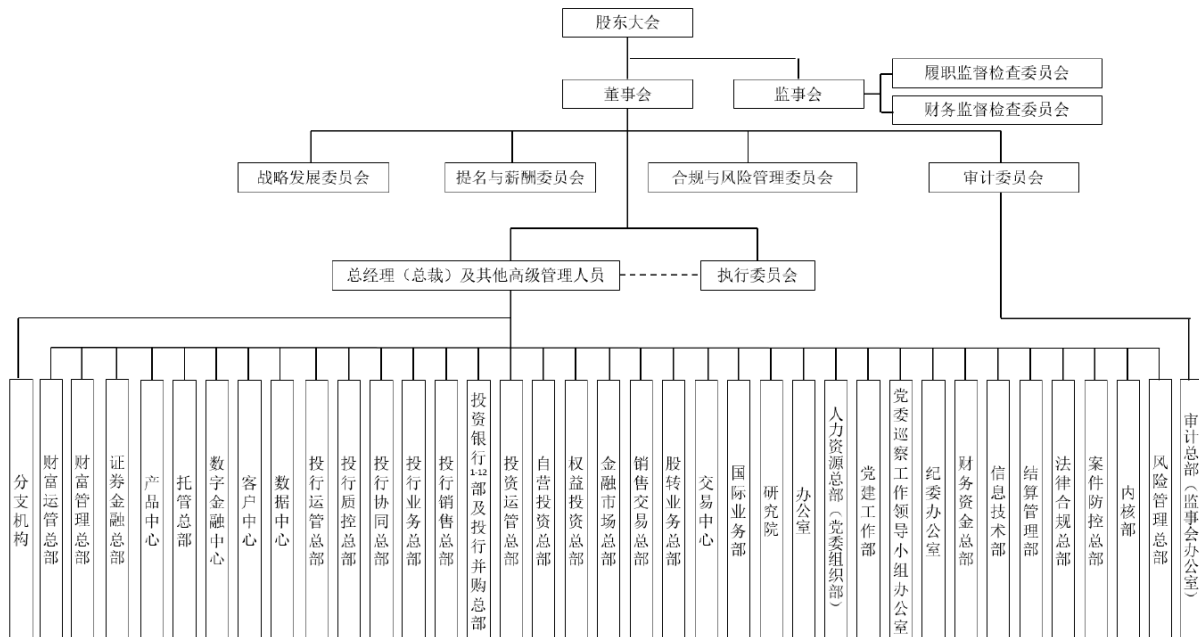 股东大会
董事会
监事会
履职监督检查委员会
财务监督检查委员会
战略发展委员会
提名与薪酬委员会
合规与风险管理委员会
审计委员会
总经理（总裁）及其他高级管理人员
执行委员会
分支机构
财富运管总部
财富管理总部
证券金融总部
产品中心
托管总部
数字金融中心
客户中心
数据中心
投行运管总部
投行质控总部
投行协同总部
投行业务总部
投行销售总部
投资银行1-12部及投行并购总部
投资运管总部
自营投资总部
权益投资总部
金融市场总部
销售交易总部
股转业务总部
交易中心
国际业务部
研究院
办公室
人力资源总部（党委组织部）
党建工作部
党委巡察工作领导小组办公室
纪委办公室
财务资金总部
信息技术部
结算管理部
法律合规总部
案件防控总部
内核部
风险管理总部
审计总部（监事会办公室）